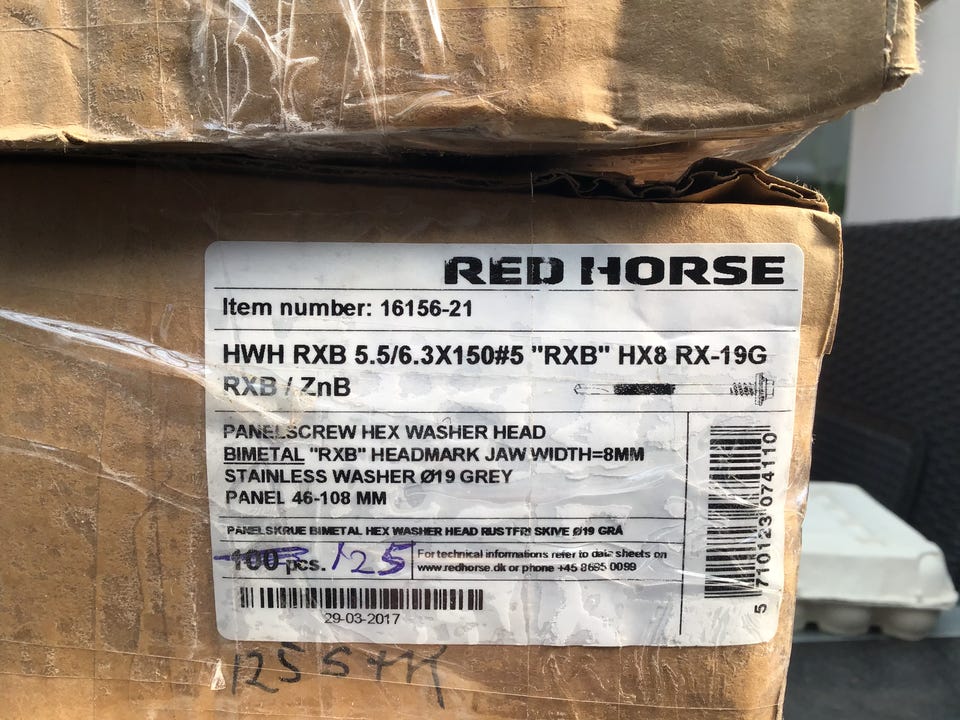 RED HORSE
Item number: 16156-21
HWH RXB 5.5/6.3X150#5 "RXB" HX8 RX-19G
RXB / ZnB
PANELSCREW HEX WASHER HEAD
BIMETAL "RXB" HEADMARK JAW WIDTH=8MM
STAINLESS WASHER Ø19 GREY
PANEL 46-108 MM
PANELSKRUE BIMETAL HEX WASHER HEAD RUSTFRI SKIVE Ø19 GRÅ
100 pcs. 125
For technical informations refer to data sheets on
www.redhorse.dk or phone +45 8695 0099
29-03-2017
5 710123 074110
125 STK